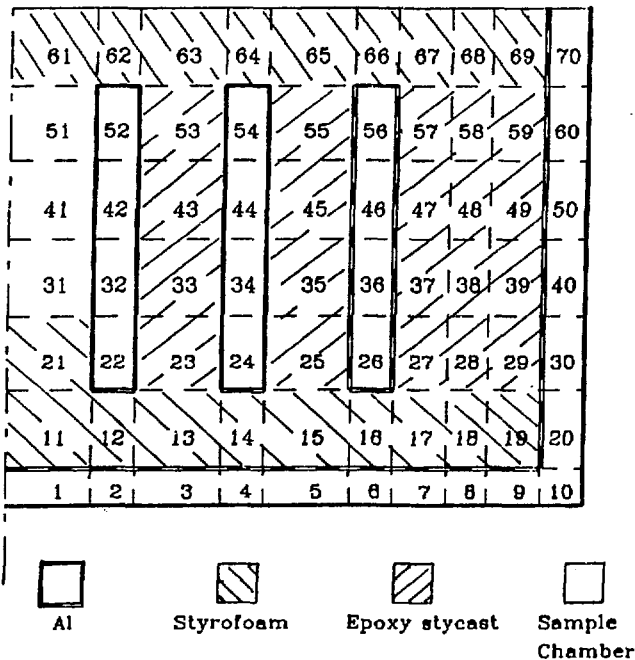 61 62 63 64 65 66 67 68 69 70
51 52 53 54 55 56 57 58 59 60
41 42 43 44 45 46 47 48 49 50
31 32 33 34 35 36 37 38 39 40
21 22 23 24 25 26 27 28 29 30
11 12 13 14 15 16 17 18 19 20
1 2 3 4 5 6 7 8 9 10
Al Styrofoam Epoxy stycast Sample
Chamber